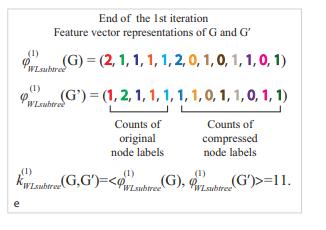 End of the 1st iteration
Feature vector representations of G and G'
φ(1)WLsubtree(G) = (2, 1, 1, 1, 1, 2, 0, 1, 0, 1, 1, 0, 1)
φ(1)WLsubtree(G’) = (1, 2, 1, 1, 1, 1, 1, 0, 1, 1, 0, 1, 1)
Counts of Counts of
original compressed
node labels node labels
k(1)WLsubtree(G,G')=<φ(1)WLsubtree(G), φ(1)WLsubtree(G')>=11.
e